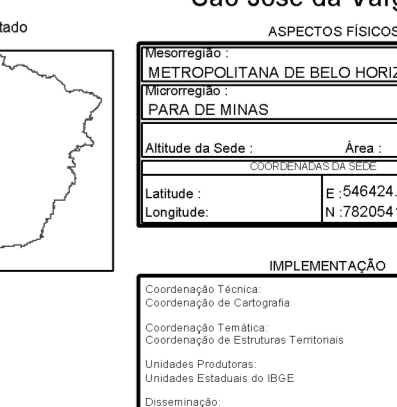 São José da Varg
tado
ASPECTOS FÍSICOS
Mesorregião :
METROPOLITANA DE BELO HORIZ
Microrregião :
PARA DE MINAS
Altitude da Sede : Área :
COORDENADAS DA SEDE
Latitude : E :546424.
Longitude: N :782054
IMPLEMENTAÇÃO
Coordenação Técnica:
Coordenação de Cartografia
Coordenação Temática:
Coordenação de Estruturas Territoriais
Unidades Produtoras:
Unidades Estaduais do IBGE
Disseminação: